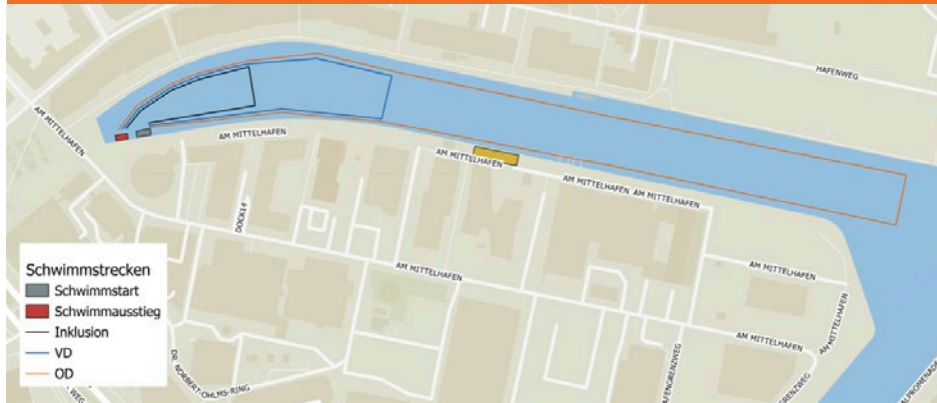 HAFENWEG
AM MITTELHAFEN
AM MITTELHAFEN
AM MITTELHAFEN
AM MITTELHAFEN AM MITTELHAFEN
DOCK14
AM MITTELHAFEN
AM MITTELHAFEN
AM MITTELHAFEN
AM MITTELHAFEN
Schwimmstrecken
Schwimmstart
Schwimmausstieg
Inklusion
VD
OD
DR. NORBERT-OHLMS-RING
WEG